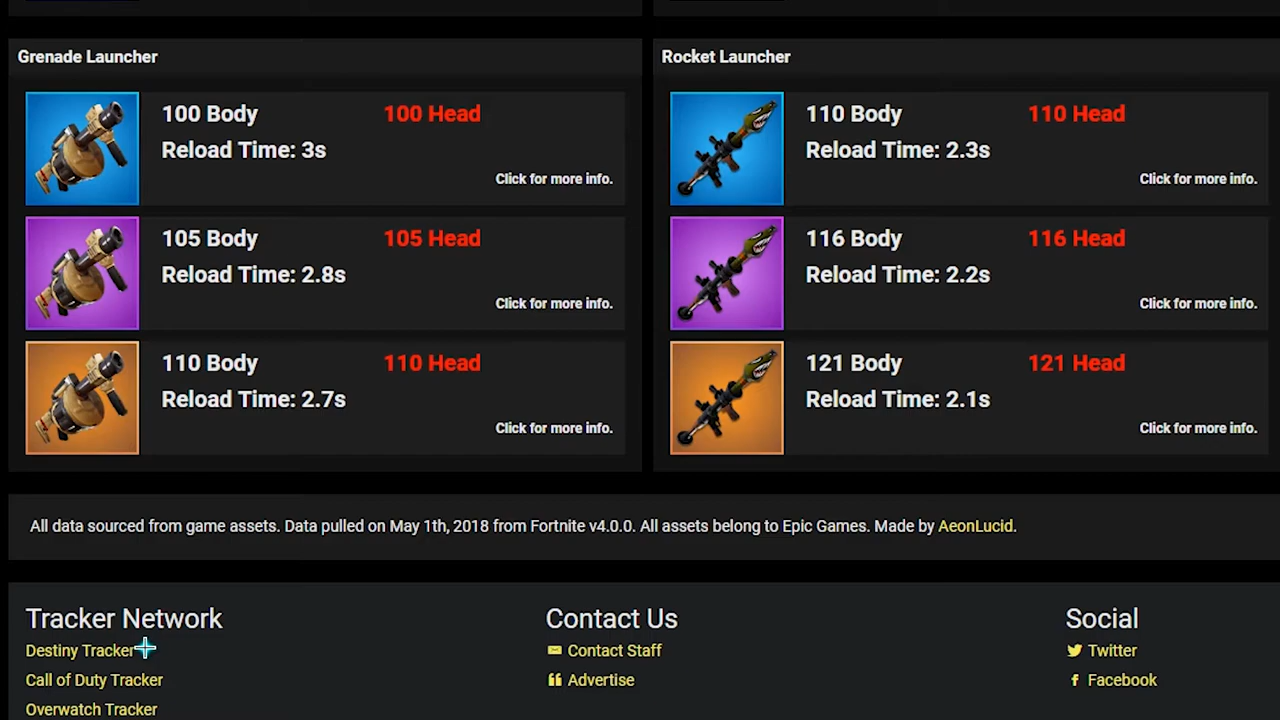 Grenade Launcher
100 Body 100 Head
Reload Time: 3s
Click for more info.
105 Body 105 Head
Reload Time: 2.8s
Click for more info.
110 Body 110 Head
Reload Time: 2.7s
Click for more info.
Rocket Launcher
110 Body 110 Head
Reload Time: 2.3s
Click for more info.
116 Body 116 Head
Reload Time: 2.2s
Click for more info.
121 Body 121 Head
Reload Time: 2.1s
Click for more info.
All data sourced from game assets. Data pulled on May 1th, 2018 from Fortnite v4.0.0. All assets belong to Epic Games. Made by AeonLucid.
Tracker Network
Destiny Tracker
Call of Duty Tracker
Overwatch Tracker
Contact Us
Contact Staff
Advertise
Social
Twitter
Facebook